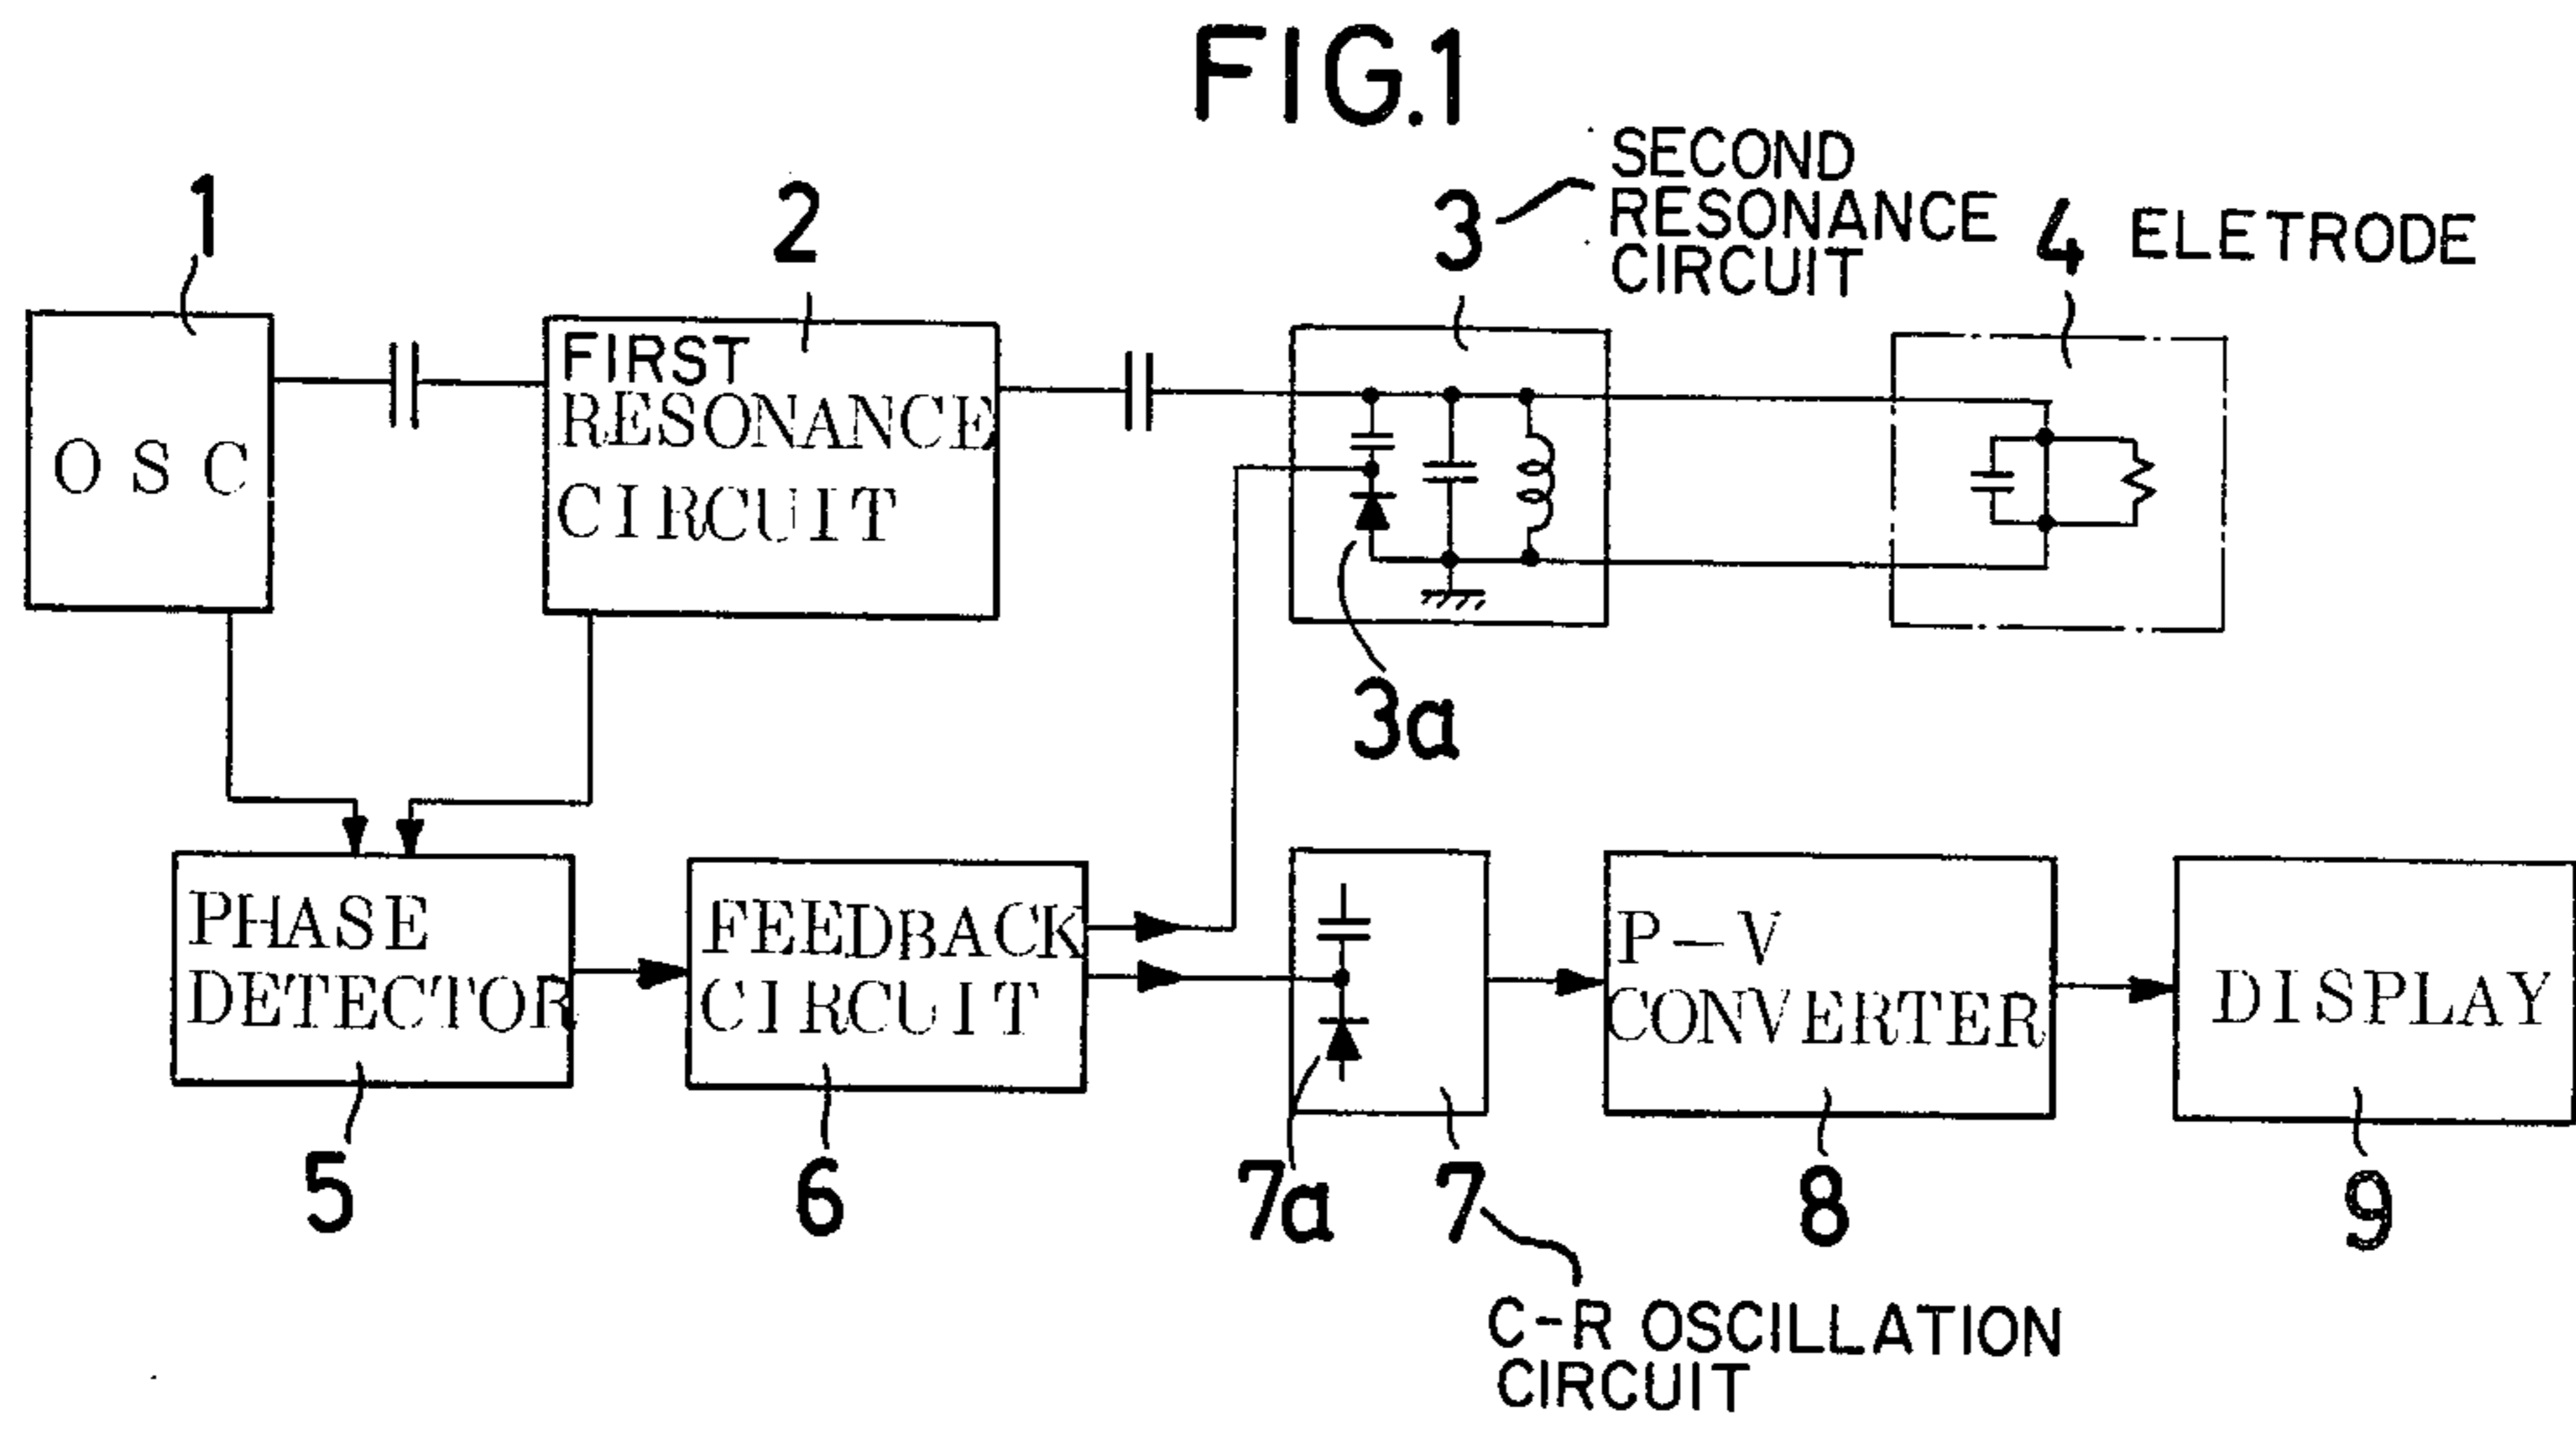 FIG.1
1
2
3
SECOND
RESONANCE
CIRCUIT
4 ELETRODE
OSC
FIRST
RESONANCE
CIRCUIT
3a
PHASE
DETECTOR
FEEDBACK
CIRCUIT
P-V
CONVERTER
DISPLAY
5
6
7a
7
8
9
C-R OSCILLATION
CIRCUIT